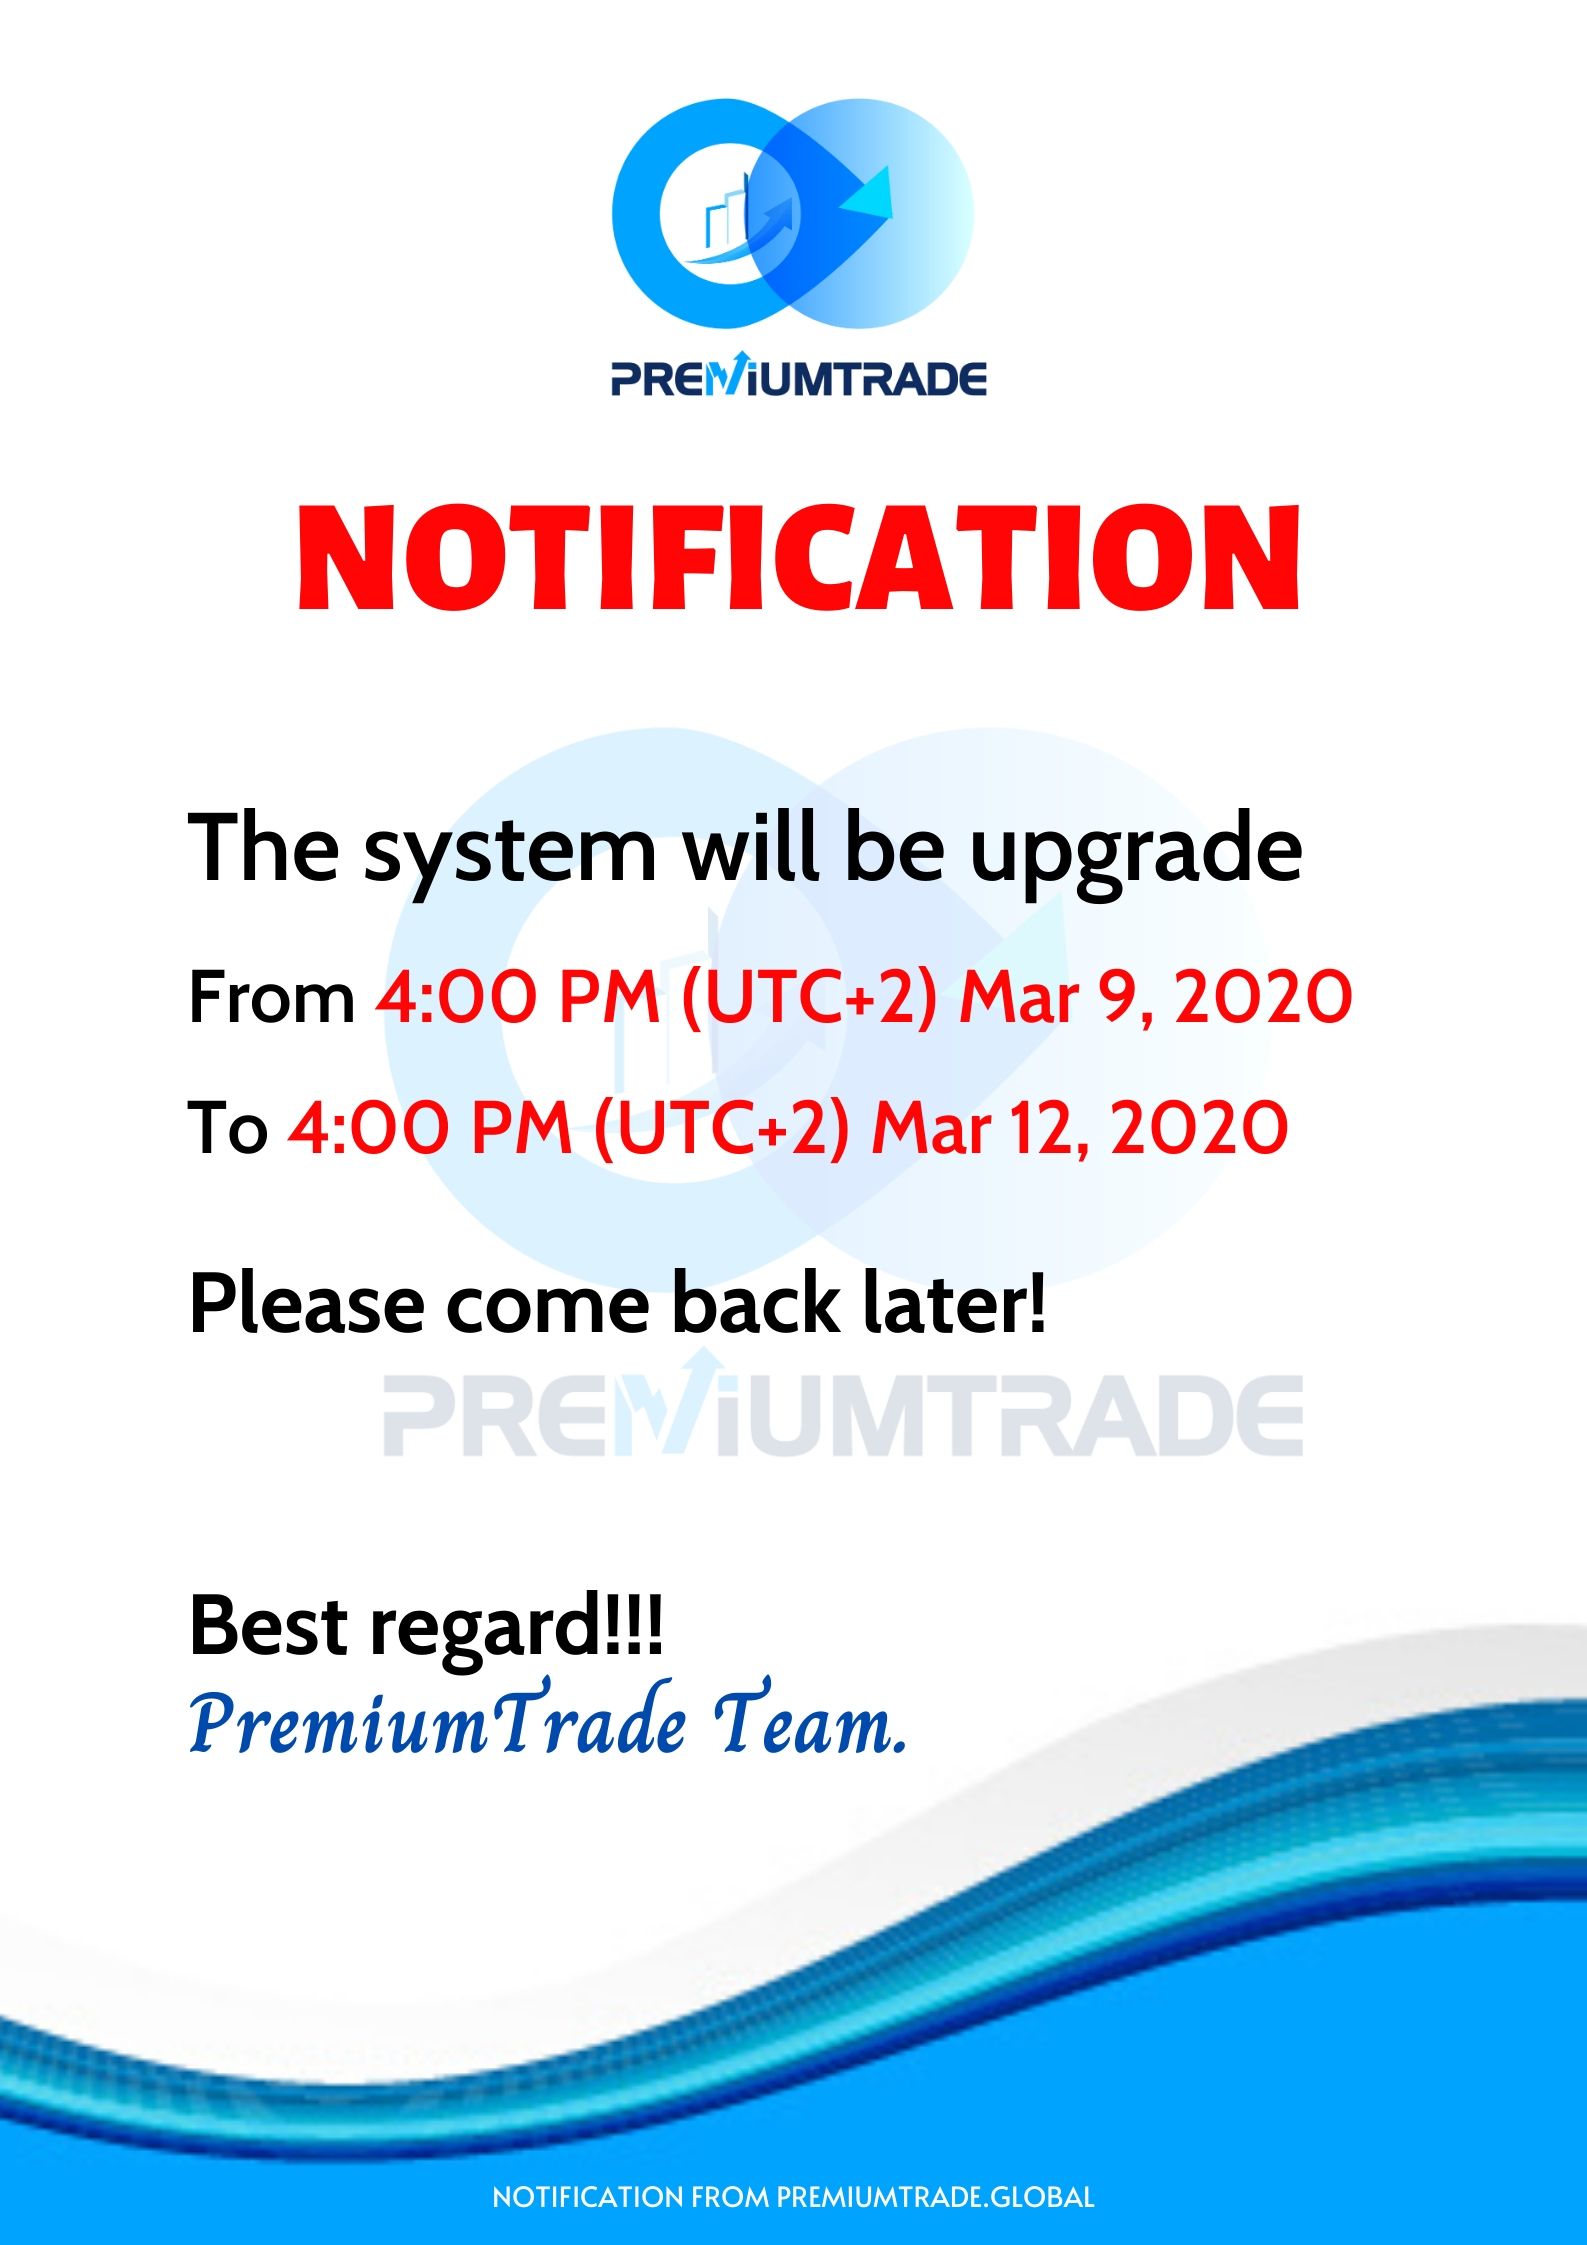 PREMiUMTRADE
NOTIFICATION
The system will be upgrade
From 4:00 PM (UTC+2) Mar 9, 2020
To 4:00 PM (UTC+2) Mar 12, 2020
Please come back later!
PREMiUMTRADE
Best regard!!!
PremiumTrade Team.
NOTIFICATION FROM PREMIUMTRADE.GLOBAL